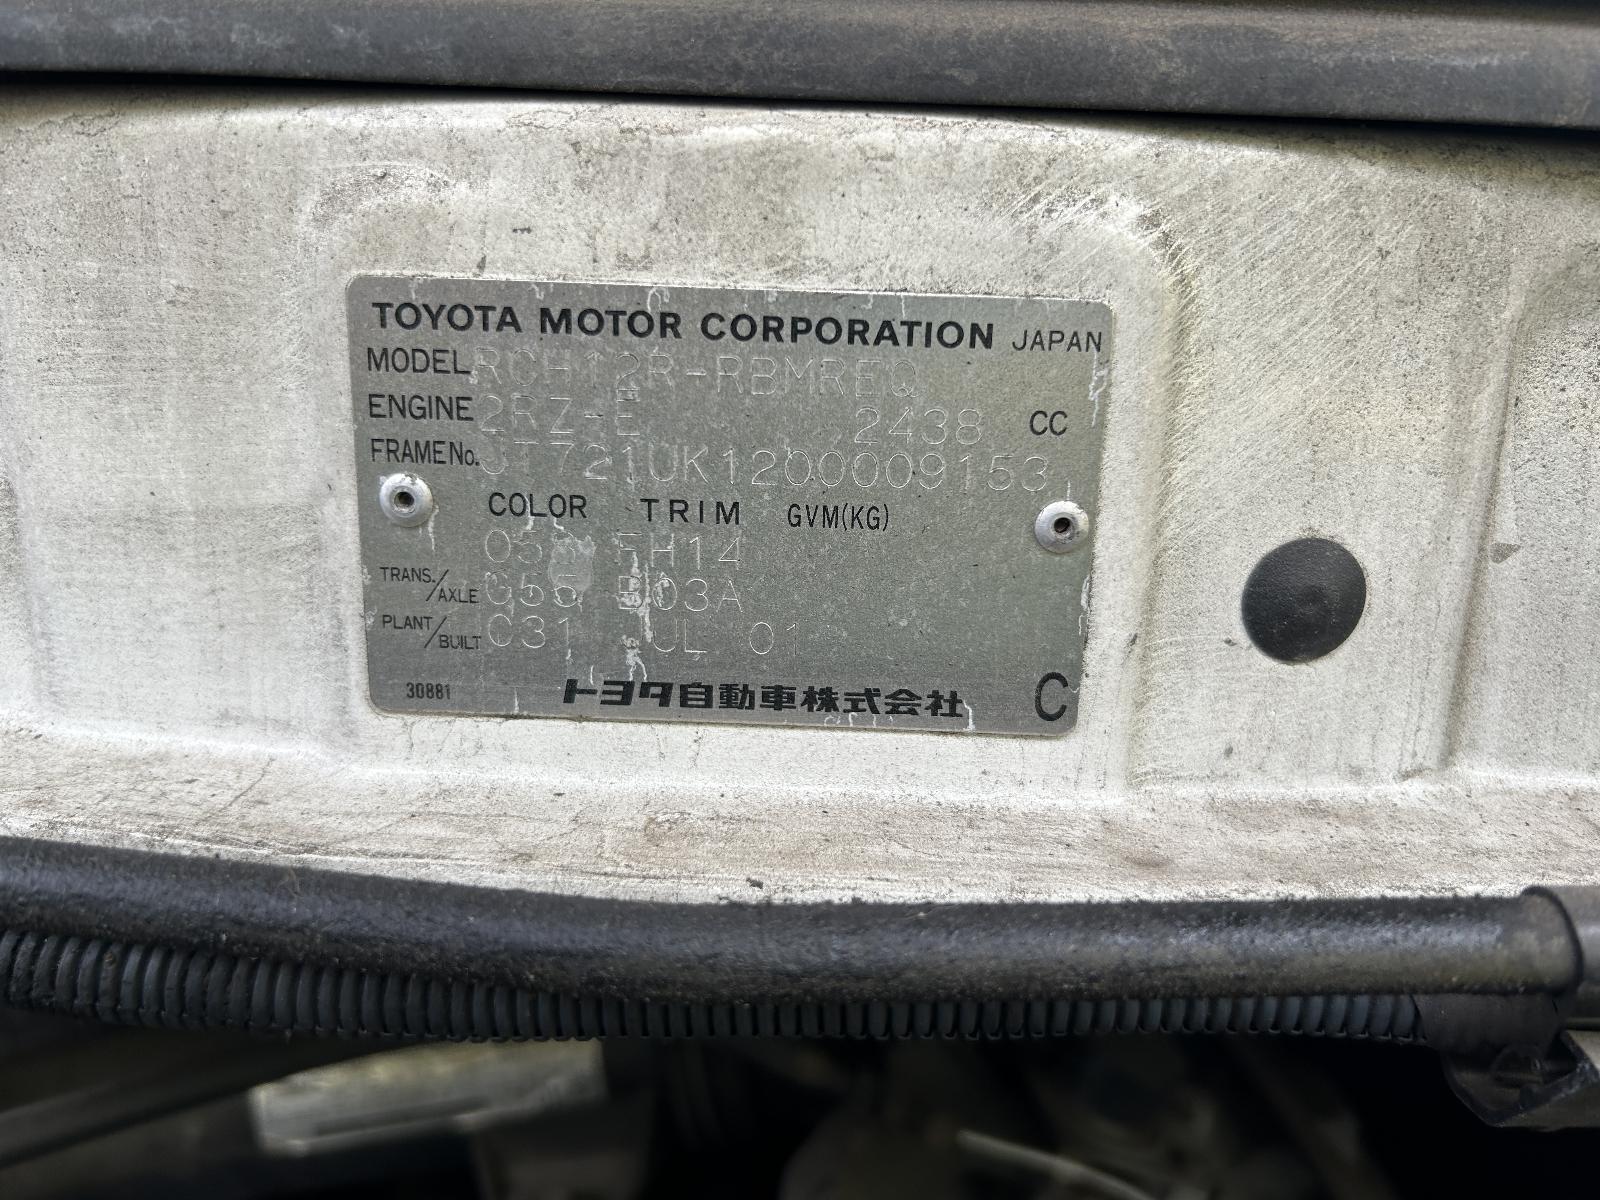 TOYOTA MOTOR CORPORATION JAPAN
MODEL RCH12R-RBMREQ
ENGINE 2RZ-E 2438 CC
FRAME No. JT721UK1200009153
COLOR TRIM GVM(KG)
058 FH14
TRANS./AXLE G55 B03A
PLANT/BUILT C31 JUL 01
30881 トヨタ自動車株式会社 C